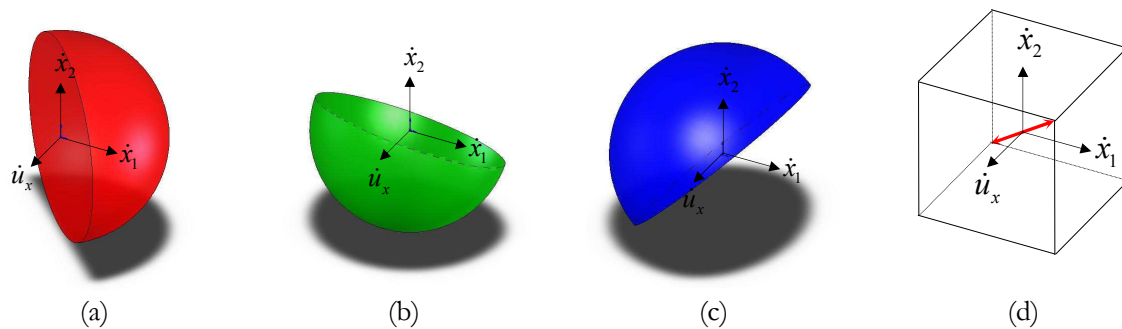 ẋ₂
ẋ₁
u̇ₓ
(a)
ẋ₂
ẋ₁
u̇ₓ
(b)
ẋ₂
ẋ₁
u̇ₓ
(c)
ẋ₂
ẋ₁
u̇ₓ
(d)